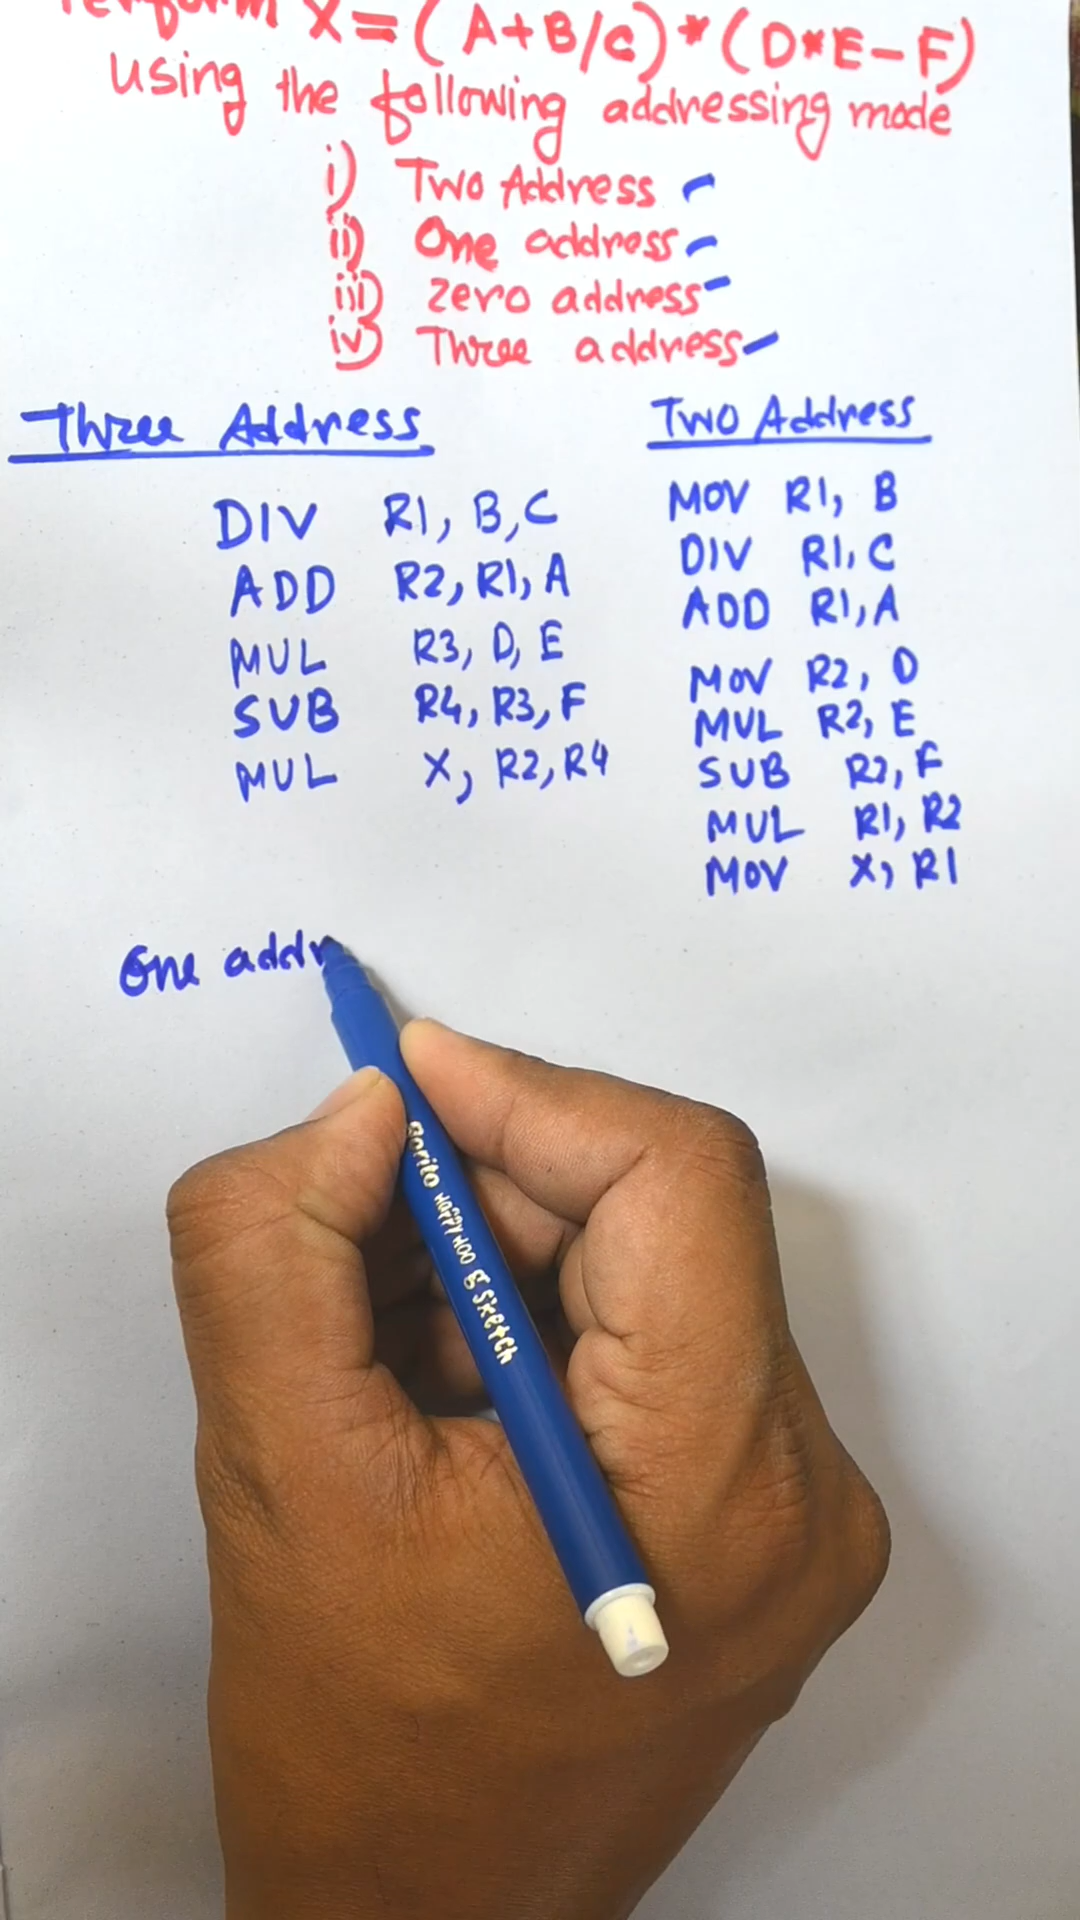 Perform X = (A+B/C)*(D*E-F)
using the following addressing mode
i) Two Address
ii) One address
iii) zero address
iv) Three address
Three Address
DIV R1, B, C
ADD R2, R1, A
MUL R3, D, E
SUB R4, R3, F
MUL X, R2, R4
Two Address
MOV R1, B
DIV R1, C
ADD R1, A
MOV R2, D
MUL R2, E
SUB R2, F
MUL R1, R2
MOV X, R1
One addr
sketch